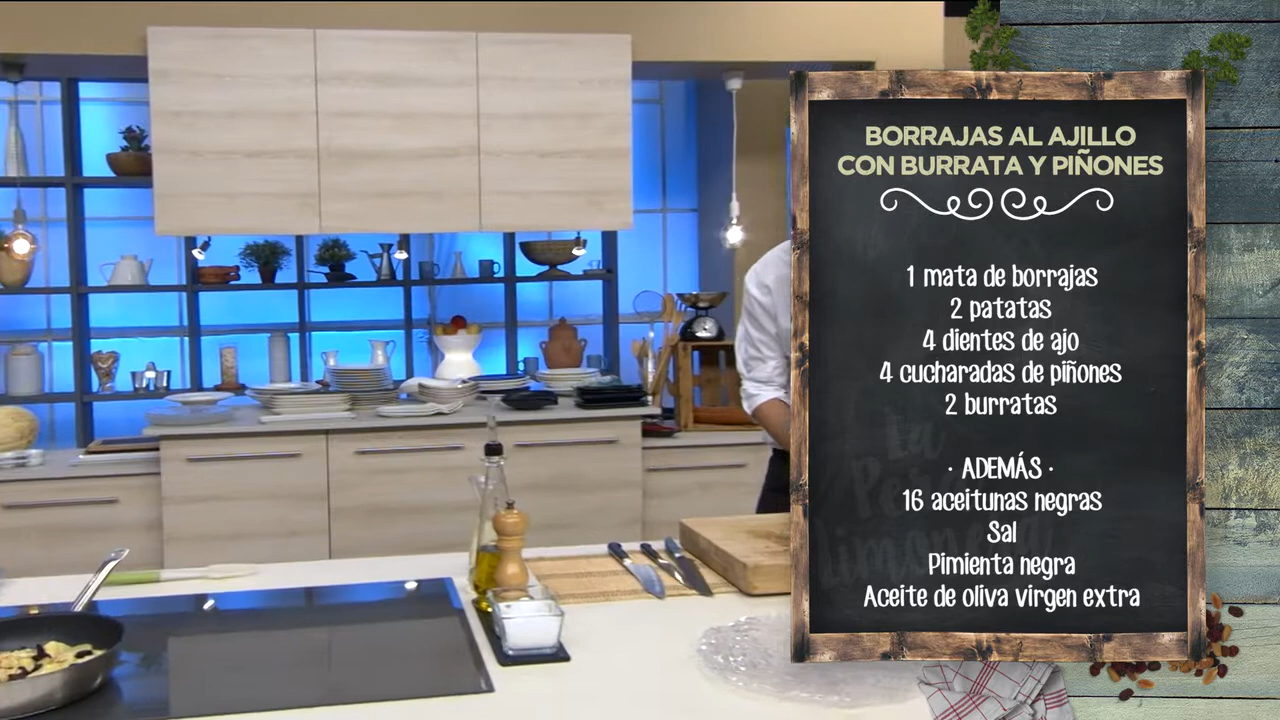 BORRAJAS AL AJILLO
CON BURRATA Y PIÑONES
1 mata de borrajas
2 patatas
4 dientes de ajo
4 cucharadas de piñones
2 burratas
· ADEMÁS ·
16 aceitunas negras
Sal
Pimienta negra
Aceite de oliva virgen extra